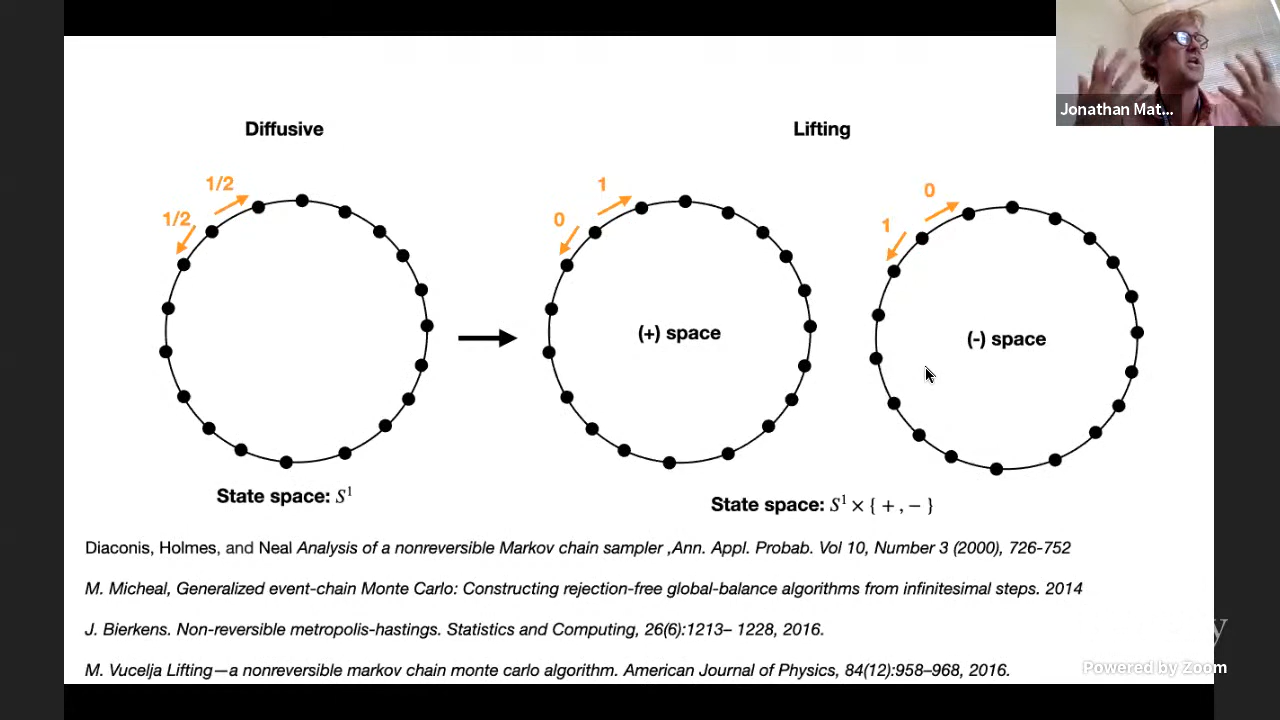 Jonathan Mat...
Diffusive
Lifting
1/2
1/2
1
0
0
1
(+) space
(-) space
State space: S¹
State space: S¹ × { + , − }
Diaconis, Holmes, and Neal Analysis of a nonreversible Markov chain sampler ,Ann. Appl. Probab. Vol 10, Number 3 (2000), 726-752
M. Micheal, Generalized event-chain Monte Carlo: Constructing rejection-free global-balance algorithms from infinitesimal steps. 2014
J. Bierkens. Non-reversible metropolis-hastings. Statistics and Computing, 26(6):1213– 1228, 2016.
M. Vucelja Lifting—a nonreversible markov chain monte carlo algorithm. American Journal of Physics, 84(12):958–968, 2016.
Powered by Zoom